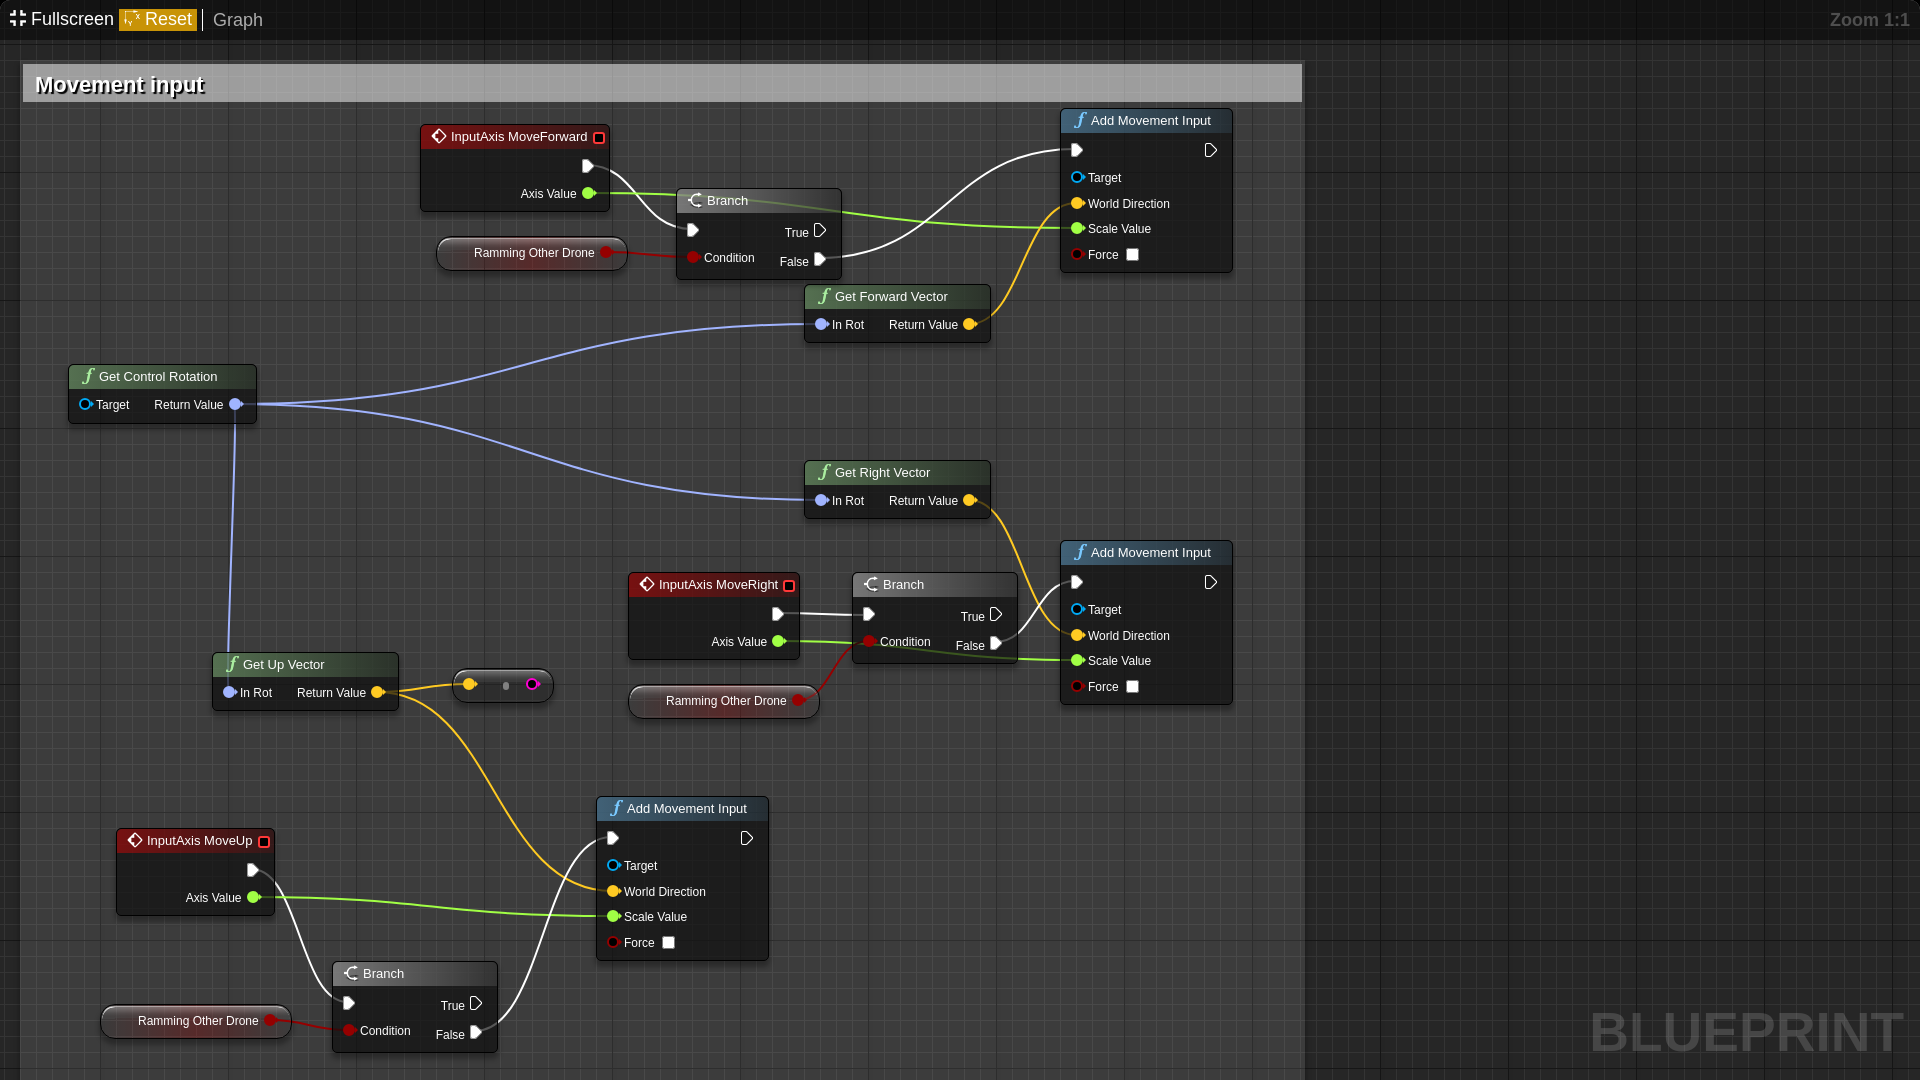 Fullscreen Reset Graph Zoom 1:1
Movement input
InputAxis MoveForward
Axis Value
Ramming Other Drone
Branch
True
Condition
False
Add Movement Input
Target
World Direction
Scale Value
Force
Get Forward Vector
In Rot Return Value
Get Control Rotation
Target Return Value
Get Right Vector
In Rot Return Value
InputAxis MoveRight
Axis Value
Ramming Other Drone
Branch
True
Condition
False
Add Movement Input
Target
World Direction
Scale Value
Force
Get Up Vector
In Rot Return Value
InputAxis MoveUp
Axis Value
Add Movement Input
Target
World Direction
Scale Value
Force
Ramming Other Drone
Branch
True
Condition
False
BLUEPRINT